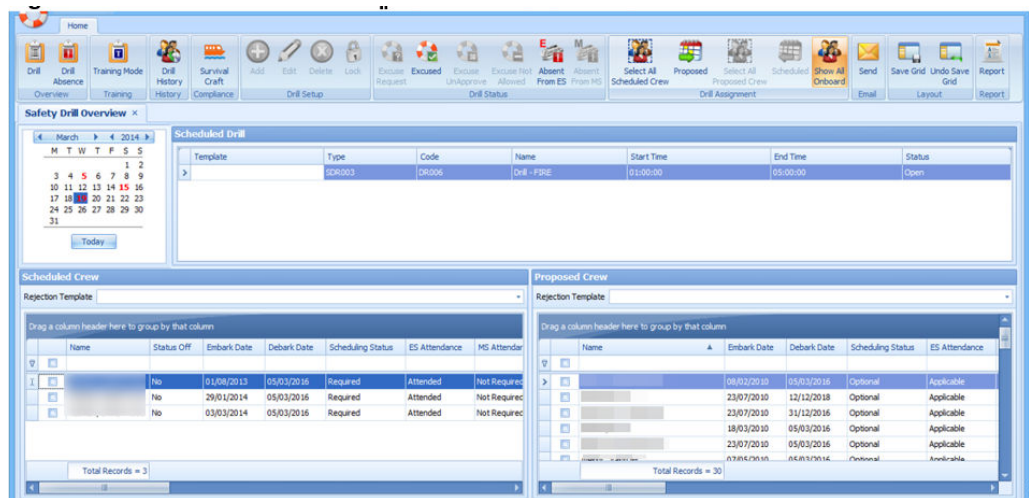 Home
Drill
Drill Absence
Training Mode
Drill History
Survival Craft
Add
Edit
Delete
Lock
Excuse Request
Excused
Excuse UnApprove
Excuse Not Allowed
Absent From ES
Absent From MS
Select All Scheduled Crew
Proposed
Select All Proposed Crew
Scheduled
Show All Onboard
Send
Save Grid
Undo Save Grid
Report
Overview Training History Compliance Drill Setup Drill Status Drill Assignment Email Layout Report
Safety Drill Overview ×
March 2014
M T W T F S S
1 2
3 4 5 6 7 8 9
10 11 12 13 14 15 16
17 18 19 20 21 22 23
24 25 26 27 28 29 30
31
Today
Scheduled Drill
Template Type Code Name Start Time End Time Status
SDR003 DR006 Drill - FIRE 01:00:00 05:00:00 Open
Scheduled Crew
Rejection Template
Drag a column header here to group by that column
Name Status Off Embark Date Debark Date Scheduling Status ES Attendance MS Attendar
No 01/08/2013 05/03/2016 Required Attended Not Required
No 29/01/2014 05/03/2016 Required Attended Not Required
No 03/03/2014 05/03/2016 Required Attended Not Required
Total Records = 3
Proposed Crew
Rejection Template
Drag a column header here to group by that column
Name Embark Date Debark Date Scheduling Status ES Attendance
08/02/2010 05/03/2016 Optional Applicable
23/07/2010 12/12/2018 Optional Applicable
23/07/2010 31/12/2016 Optional Applicable
18/03/2010 05/03/2016 Optional Applicable
23/07/2010 05/03/2016 Optional Applicable
07/05/2010 05/03/2016 Optional Applicable
Total Records = 30